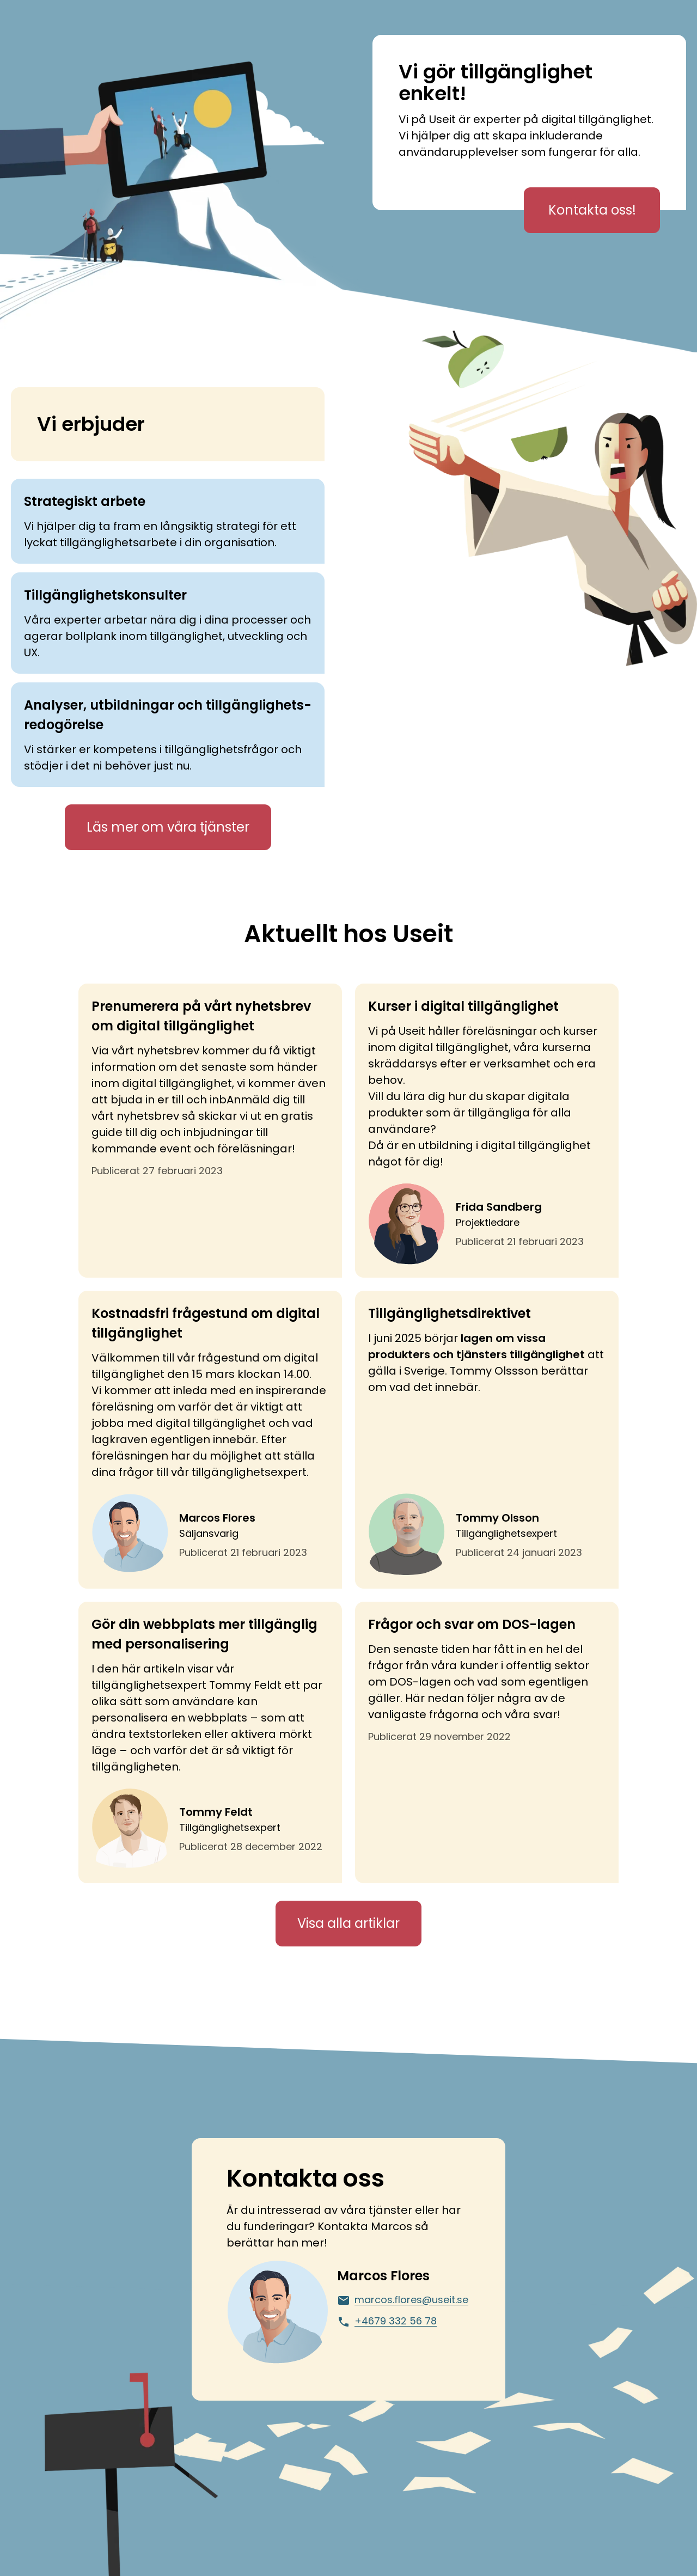 Vi gör tillgänglighet
enkelt!
Vi på Useit är experter på digital tillgänglighet.
Vi hjälper dig att skapa inkluderande
användarupplevelser som fungerar för alla.
Kontakta oss!
Vi erbjuder
Strategiskt arbete
Vi hjälper dig ta fram en långsiktig strategi för ett
lyckat tillgänglighetsarbete i din organisation.
Tillgänglighetskonsulter
Våra experter arbetar nära dig i dina processer och
agerar bollplank inom tillgänglighet, utveckling och
UX.
Analyser, utbildningar och tillgänglighets-
redogörelse
Vi stärker er kompetens i tillgänglighetsfrågor och
stödjer i det ni behöver just nu.
Läs mer om våra tjänster
Aktuellt hos Useit
Prenumerera på vårt nyhetsbrev
om digital tillgänglighet
Via vårt nyhetsbrev kommer du få viktigt
information om det senaste som händer
inom digital tillgänglighet, vi kommer även
att bjuda in er till och inbAnmäld dig till
vårt nyhetsbrev så skickar vi ut en gratis
guide till dig och inbjudningar till
kommande event och föreläsningar!
Publicerat 27 februari 2023
Kurser i digital tillgänglighet
Vi på Useit håller föreläsningar och kurser
inom digital tillgänglighet, våra kurserna
skräddarsys efter er verksamhet och era
behov.
Vill du lära dig hur du skapar digitala
produkter som är tillgängliga för alla
användare?
Då är en utbildning i digital tillgänglighet
något för dig!
Frida Sandberg
Projektledare
Publicerat 21 februari 2023
Kostnadsfri frågestund om digital
tillgänglighet
Välkommen till vår frågestund om digital
tillgänglighet den 15 mars klockan 14.00.
Vi kommer att inleda med en inspirerande
föreläsning om varför det är viktigt att
jobba med digital tillgänglighet och vad
lagkraven egentligen innebär. Efter
föreläsningen har du möjlighet att ställa
dina frågor till vår tillgänglighetsexpert.
Marcos Flores
Säljansvarig
Publicerat 21 februari 2023
Tillgänglighetsdirektivet
I juni 2025 börjar lagen om vissa
produkters och tjänsters tillgänglighet att
gälla i Sverige. Tommy Olssson berättar
om vad det innebär.
Tommy Olsson
Tillgänglighetsexpert
Publicerat 24 januari 2023
Gör din webbplats mer tillgänglig
med personalisering
I den här artikeln visar vår
tillgänglighetsexpert Tommy Feldt ett par
olika sätt som användare kan
personalisera en webbplats – som att
ändra textstorleken eller aktivera mörkt
läge – och varför det är så viktigt för
tillgängligheten.
Tommy Feldt
Tillgänglighetsexpert
Publicerat 28 december 2022
Frågor och svar om DOS-lagen
Den senaste tiden har fått in en hel del
frågor från våra kunder i offentlig sektor
om DOS-lagen och vad som egentligen
gäller. Här nedan följer några av de
vanligaste frågorna och våra svar!
Publicerat 29 november 2022
Visa alla artiklar
Kontakta oss
Är du intresserad av våra tjänster eller har
du funderingar? Kontakta Marcos så
berättar han mer!
Marcos Flores
marcos.flores@useit.se
+4679 332 56 78